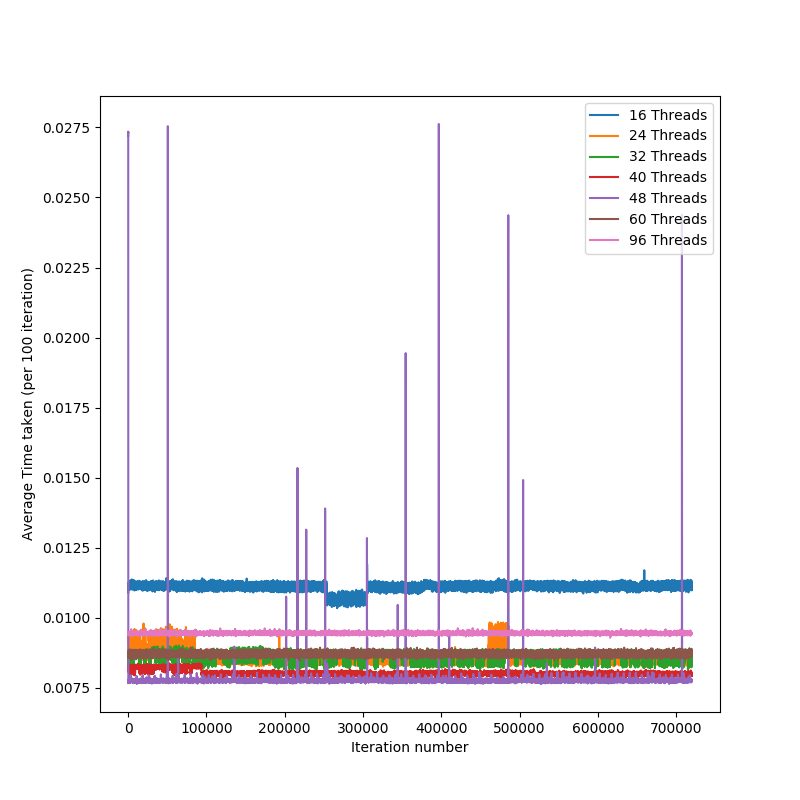 16 Threads
24 Threads
32 Threads
40 Threads
48 Threads
60 Threads
96 Threads
0.0275
0.0250
0.0225
0.0200
0.0175
0.0150
0.0125
0.0100
0.0075
Average Time taken (per 100 iteration)
0 100000 200000 300000 400000 500000 600000 700000
Iteration number